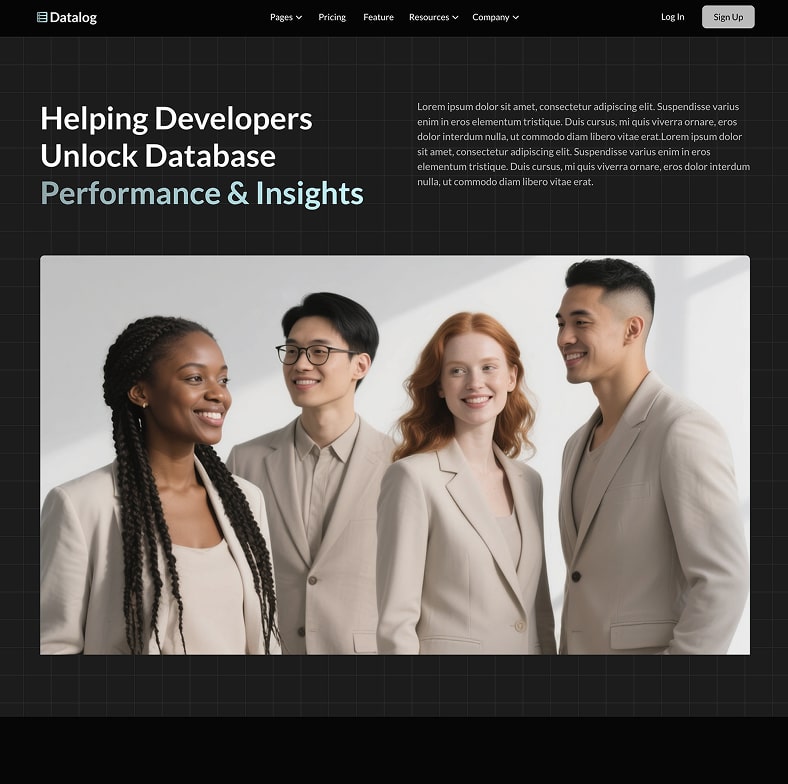 Datalog
Pages
Pricing
Feature
Resources
Company
Log In
Sign Up
Helping Developers
Unlock Database
Performance & Insights
Lorem ipsum dolor sit amet, consectetur adipiscing elit. Suspendisse varius
enim in eros elementum tristique. Duis cursus, mi quis viverra ornare, eros
dolor interdum nulla, ut commodo diam libero vitae erat.Lorem ipsum dolor
sit amet, consectetur adipiscing elit. Suspendisse varius enim in eros
elementum tristique. Duis cursus, mi quis viverra ornare, eros dolor interdum
nulla, ut commodo diam libero vitae erat.